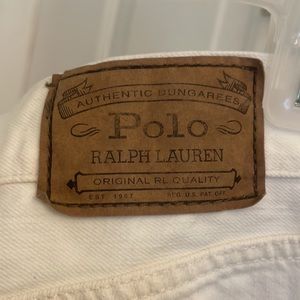 AUTHENTIC DUNGAREES
Polo
RALPH LAUREN
ORIGINAL RL QUALITY
EST. 1967 REG. U.S. PAT. OFF.